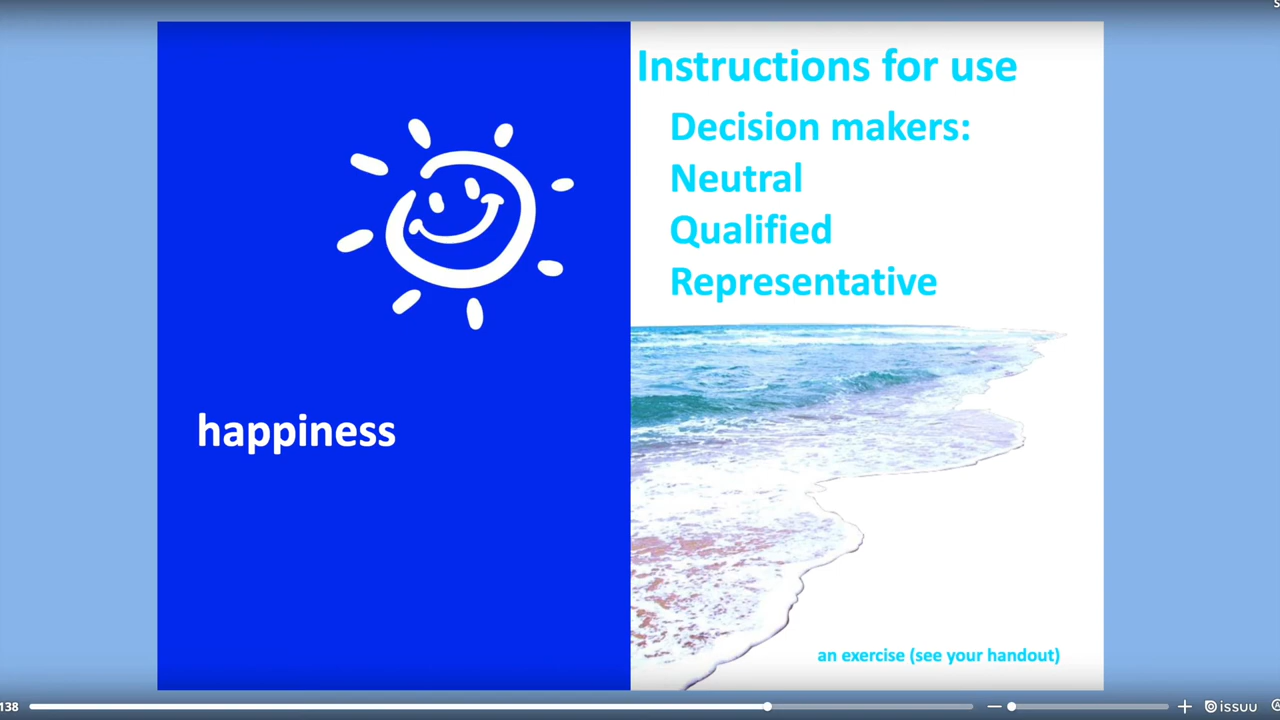 happiness
Instructions for use
Decision makers:
Neutral
Qualified
Representative
an exercise (see your handout)
138
issuu